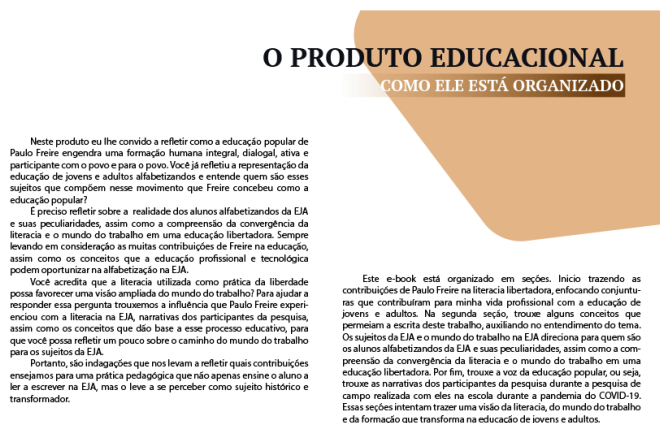 O PRODUTO EDUCACIONAL
COMO ELE ESTÁ ORGANIZADO
Neste produto eu lhe convido a refletir como a educação popular de
Paulo Freire engendra uma formação humana integral, dialogal, ativa e
participante com o povo e para o povo. Você já refletiu a representação da
educação de jovens e adultos alfabetizandos e entende quem são esses
sujeitos que compõem nesse movimento que Freire concebeu como a
educação popular?
É preciso refletir sobre a realidade dos alunos alfabetizandos da EJA
e suas peculiaridades, assim como a compreensão da convergência da
literacia e o mundo do trabalho em uma educação libertadora. Sempre
levando em consideração as muitas contribuições de Freire na educação,
assim como os conceitos que a educação profissional e tecnológica
podem oportunizar na alfabetização na EJA.
Você acredita que a literacia utilizada como prática da liberdade
possa favorecer uma visão ampliada do mundo do trabalho? Para ajudar a
responder essa pergunta trouxemos a influência que Paulo Freire experi-
enciou com a literacia na EJA, narrativas dos participantes da pesquisa,
assim como os conceitos que dão base a esse processo educativo, para
que você possa refletir um pouco sobre o caminho do mundo do trabalho
para os sujeitos da EJA.
Portanto, são indagações que nos levam a refletir quais contribuições
ensejamos para uma prática pedagógica que não apenas ensine o aluno a
ler a escrever na EJA, mas o leve a se perceber como sujeito histórico e
transformador.
Este e-book está organizado em seções. Inicio trazendo as
contribuições de Paulo Freire na literacia libertadora, enfocando conjuntu-
ras que contribuíram para minha vida profissional com a educação de
jovens e adultos. Na segunda seção, trouxe alguns conceitos que
permeiam a escrita deste trabalho, auxiliando no entendimento do tema.
Os sujeitos da EJA e o mundo do trabalho na EJA direciona para quem são
os alunos alfabetizandos da EJA e suas peculiaridades, assim como a com-
preensão da convergência da literacia e o mundo do trabalho em uma
educação libertadora. Por fim, trouxe a voz da educação popular, ou seja,
trouxe as narrativas dos participantes da pesquisa durante a pesquisa de
campo realizada com eles na escola durante a pandemia do COVID-19.
Essas seções intentam trazer uma visão da literacia, do mundo do trabalho
e da formação que transforma na educação de jovens e adultos.